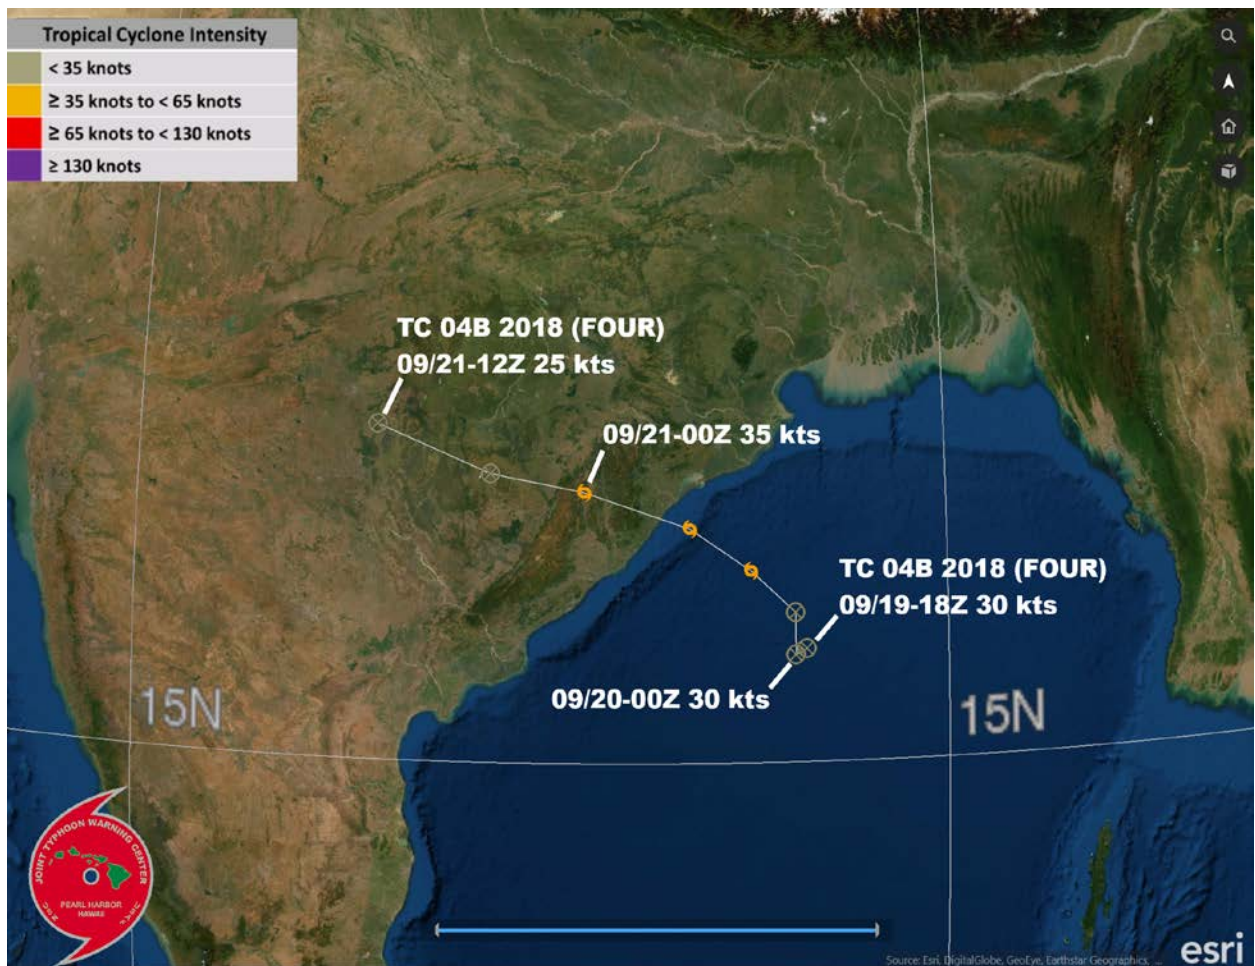 Tropical Cyclone Intensity
< 35 knots
≥ 35 knots to < 65 knots
≥ 65 knots to < 130 knots
≥ 130 knots
TC 04B 2018 (FOUR)
09/21-12Z 25 kts
09/21-00Z 35 kts
TC 04B 2018 (FOUR)
09/19-18Z 30 kts
09/20-00Z 30 kts
15N
15N
JOINT TYPHOON WARNING CENTER
PEARL HARBOR
HAWAII
esri
Source: Esri, DigitalGlobe, GeoEye, Earthstar Geographics, ...